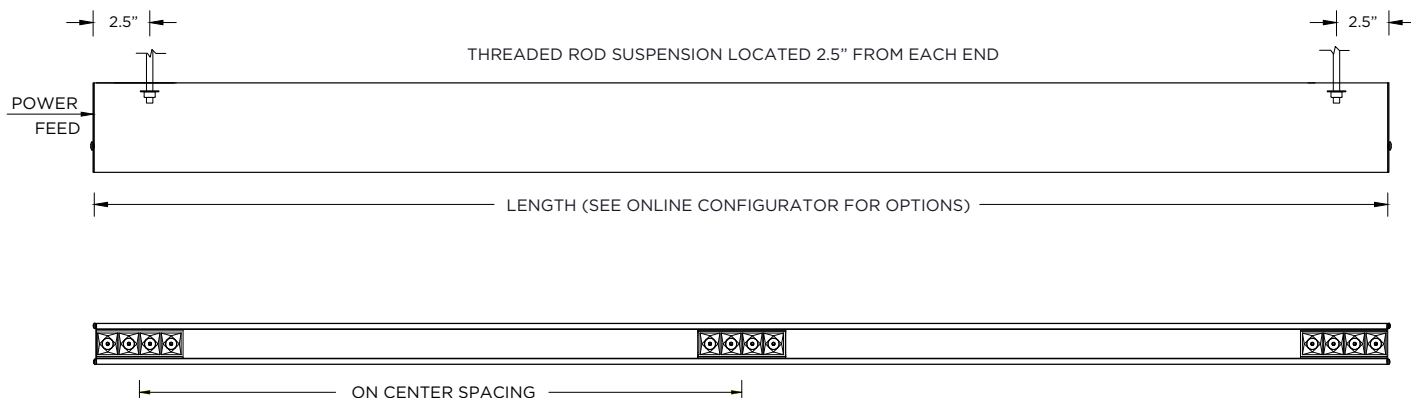 2.5”
2.5”
THREADED ROD SUSPENSION LOCATED 2.5” FROM EACH END
POWER
FEED
LENGTH (SEE ONLINE CONFIGURATOR FOR OPTIONS)
ON CENTER SPACING